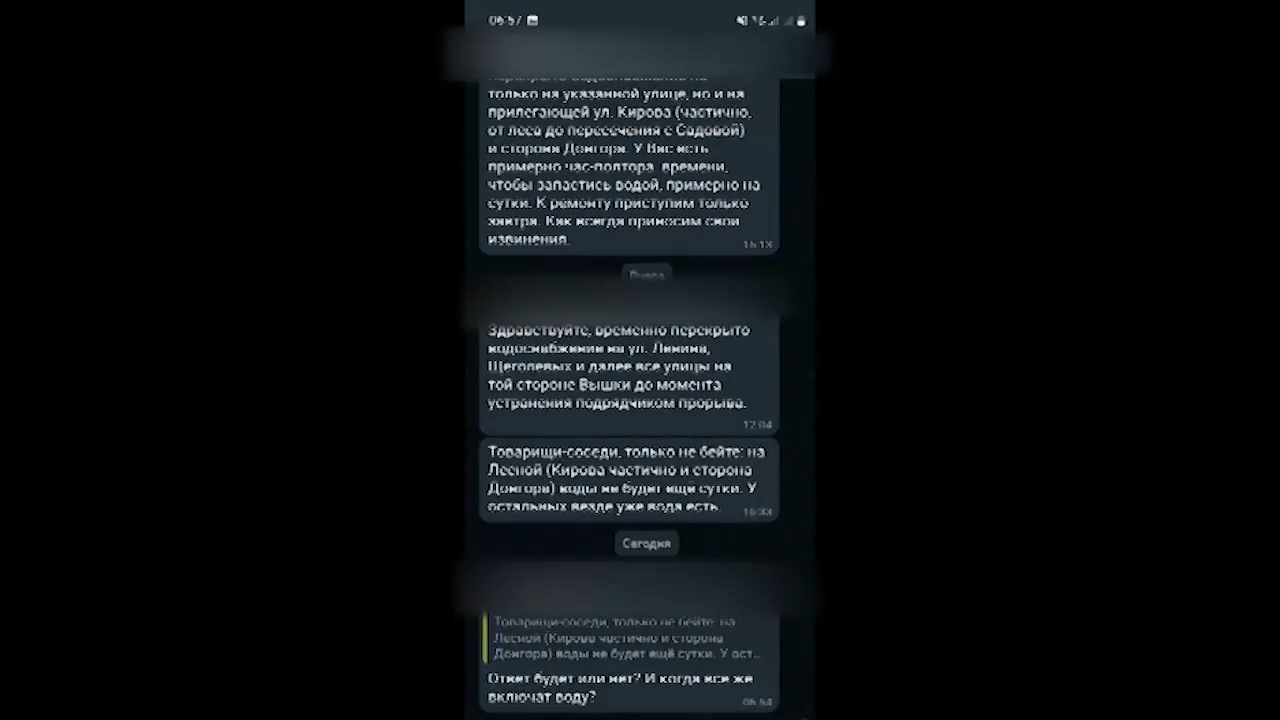 06:57
только на указанной улице, но и на
прилегающей ул. Кирова (частично,
от леса до пересечения с Садовой)
и сторона Донгора. У Вас есть
примерно час-полтора времени,
чтобы запастись водой, примерно на
сутки. К ремонту приступим только
завтра. Как всегда приносим свои
извинения.
Вчера
Здравствуйте, временно перекрыто
водоснабжение на ул. Ленина,
Щеголевых и далее все улицы на
той стороне Вышки до момента
устранения подрядчиком прорыва.
12:04
Товарищи-соседи, только не бейте: на
Лесной (Кирова частично и сторона
Донгора) воды не будет ещё сутки. У
остальных везде уже вода есть.
Сегодня
Товарищи-соседи, только не бейте: на
Лесной (Кирова частично и сторона
Донгора) воды не будет ещё сутки. У ост...
Ответ будет или нет? И когда все же
включат воду?
06:54